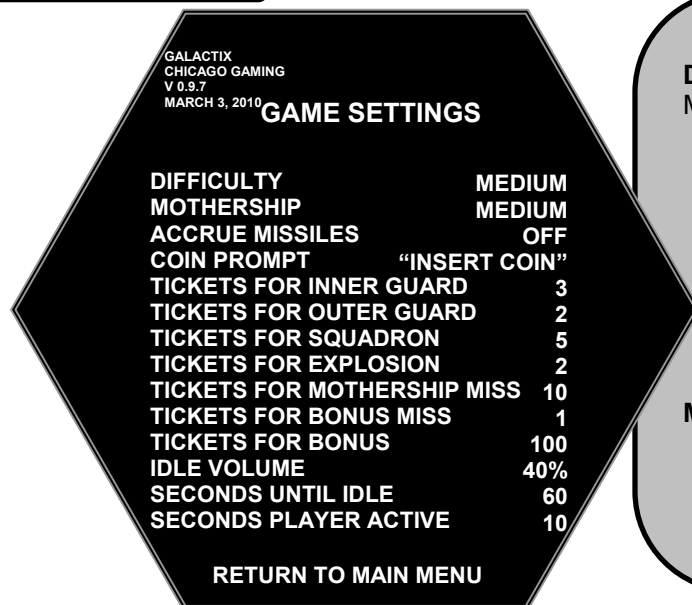 GALACTIX
CHICAGO GAMING
V 0.9.7
MARCH 3, 2010
GAME SETTINGS
DIFFICULTY MEDIUM
MOTHERSHIP MEDIUM
ACCRUE MISSILES OFF
COIN PROMPT “INSERT COIN”
TICKETS FOR INNER GUARD 3
TICKETS FOR OUTER GUARD 2
TICKETS FOR SQUADRON 5
TICKETS FOR EXPLOSION 2
TICKETS FOR MOTHERSHIP MISS 10
TICKETS FOR BONUS MISS 1
TICKETS FOR BONUS 100
IDLE VOLUME 40%
SECONDS UNTIL IDLE 60
SECONDS PLAYER ACTIVE 10
RETURN TO MAIN MENU